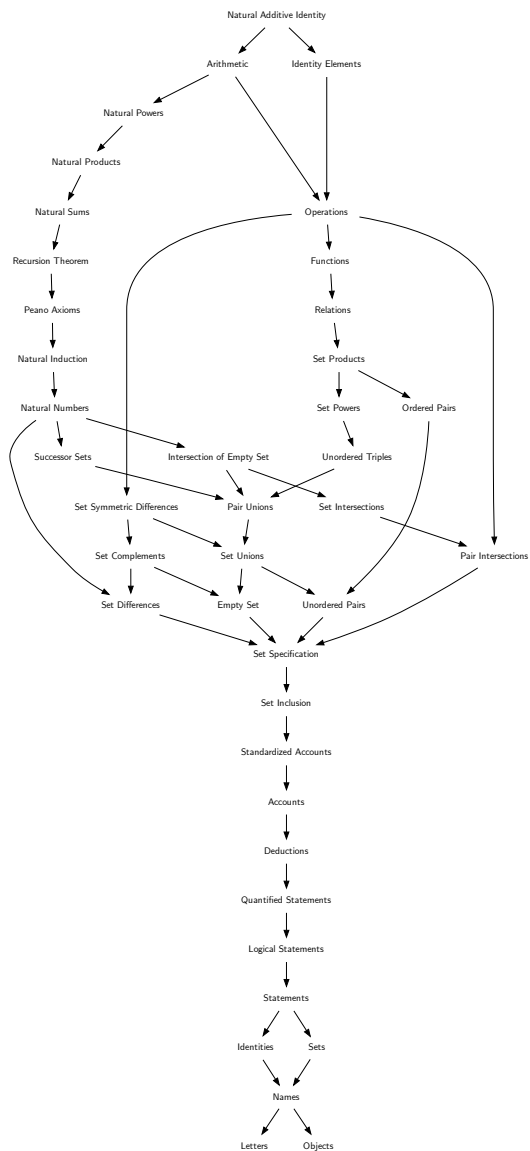 Natural Additive Identity
Arithmetic
Identity Elements
Natural Powers
Natural Products
Natural Sums
Operations
Recursion Theorem
Functions
Peano Axioms
Relations
Natural Induction
Set Products
Natural Numbers
Set Powers
Ordered Pairs
Successor Sets
Intersection of Empty Set
Unordered Triples
Set Symmetric Differences
Pair Unions
Set Intersections
Set Complements
Set Unions
Pair Intersections
Set Differences
Empty Set
Unordered Pairs
Set Specification
Set Inclusion
Standardized Accounts
Accounts
Deductions
Quantified Statements
Logical Statements
Statements
Identities
Sets
Names
Letters
Objects